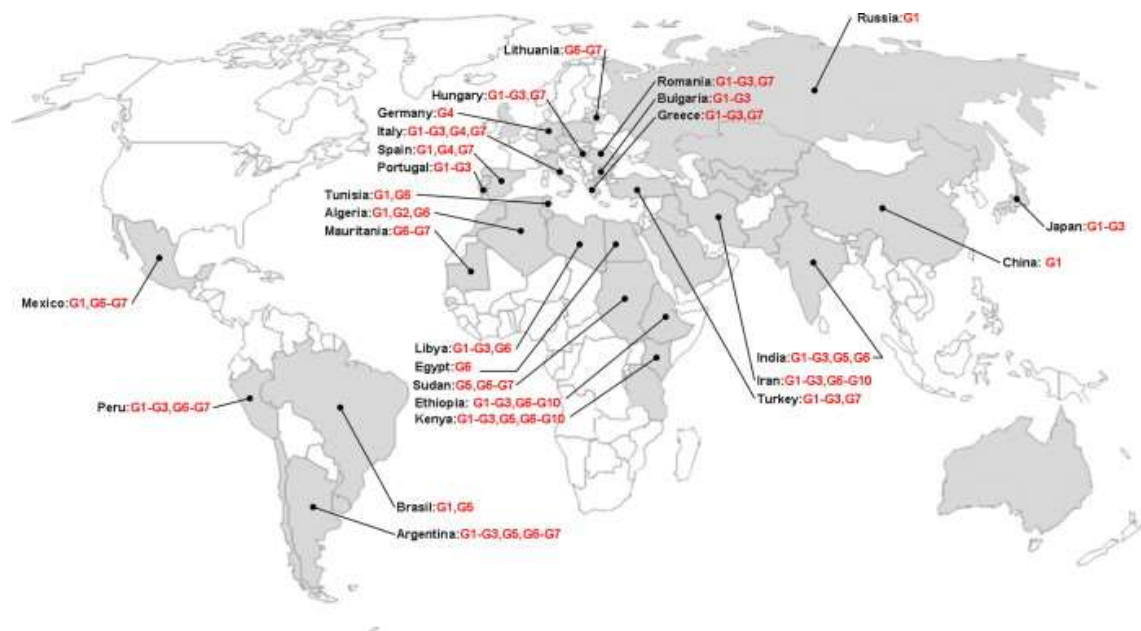 Russia:G1
Lithuania:G6-G7
Romania:G1-G3,G7
Hungary:G1-G3,G7
Bulgaria:G1-G3
Germany:G4
Greece:G1-G3,G7
Italy:G1-G3,G4,G7
Spain:G1,G4,G7
Portugal:G1-G3
Tunisia:G1,G6
Algeria:G1,G2,G6
Mauritania:G6-G7
Japan:G1-G3
China: G1
Mexico:G1,G6-G7
Libya:G1-G3,G6
India:G1-G3,G5,G6
Egypt:G6
Iran:G1-G3,G6-G10
Sudan:G5,G6-G7
Turkey:G1-G3,G7
Ethiopia: G1-G3,G6-G10
Peru:G1-G3,G6-G7
Kenya:G1-G3,G5,G6-G10
Brasil:G1,G5
Argentina:G1-G3,G5,G6-G7